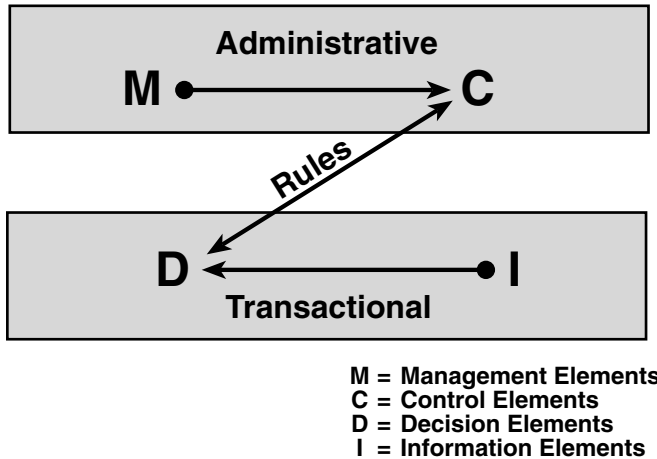 Administrative
M C
Rules
D I
Transactional
M = Management Elements
C = Control Elements
D = Decision Elements
I = Information Elements